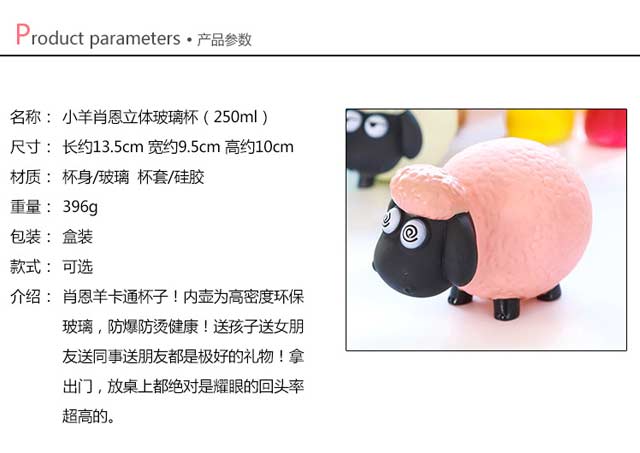 Product parameters • 产品参数
名称： 小羊肖恩立体玻璃杯（250ml）
尺寸： 长约13.5cm 宽约9.5cm 高约10cm
材质： 杯身/玻璃 杯套/硅胶
重量： 396g
包装： 盒装
款式： 可选
介绍： 肖恩羊卡通杯子！内壶为高密度环保
玻璃，防爆防烫健康！送孩子送女朋
友送同事送朋友都是极好的礼物！拿
出门，放桌上都绝对是耀眼的回头率
超高的。